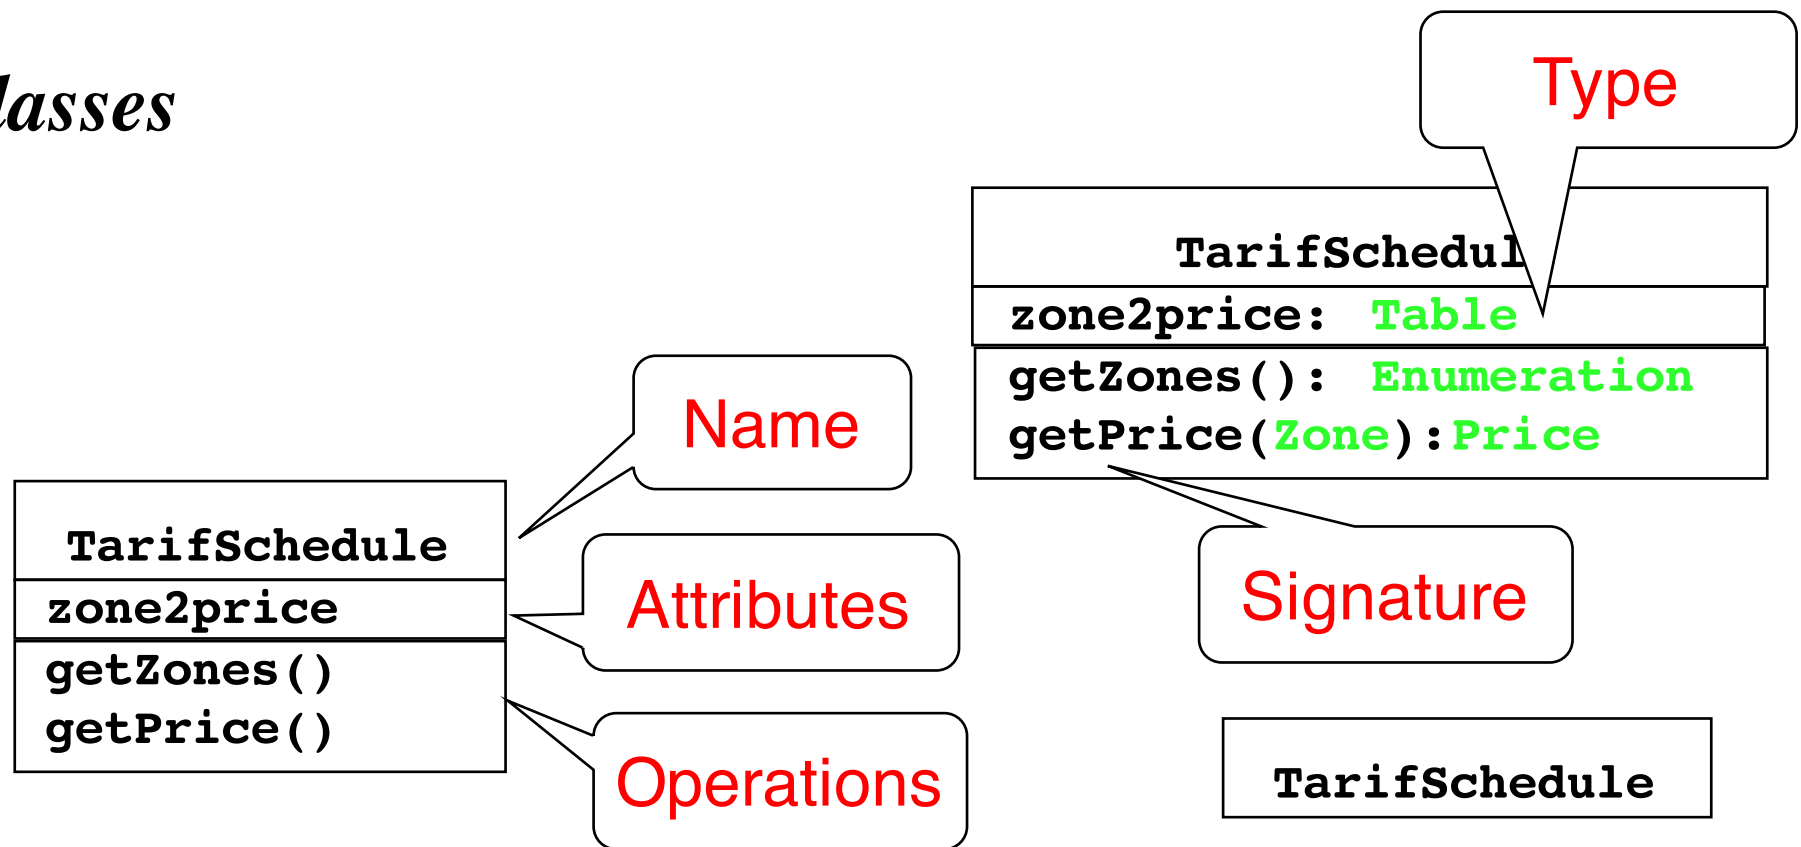 lasses
Type
TarifSchedul
zone2price: Table
getZones(): Enumeration
getPrice(Zone):Price
Name
Signature
TarifSchedule
zone2price
getZones()
getPrice()
Attributes
Operations
TarifSchedule